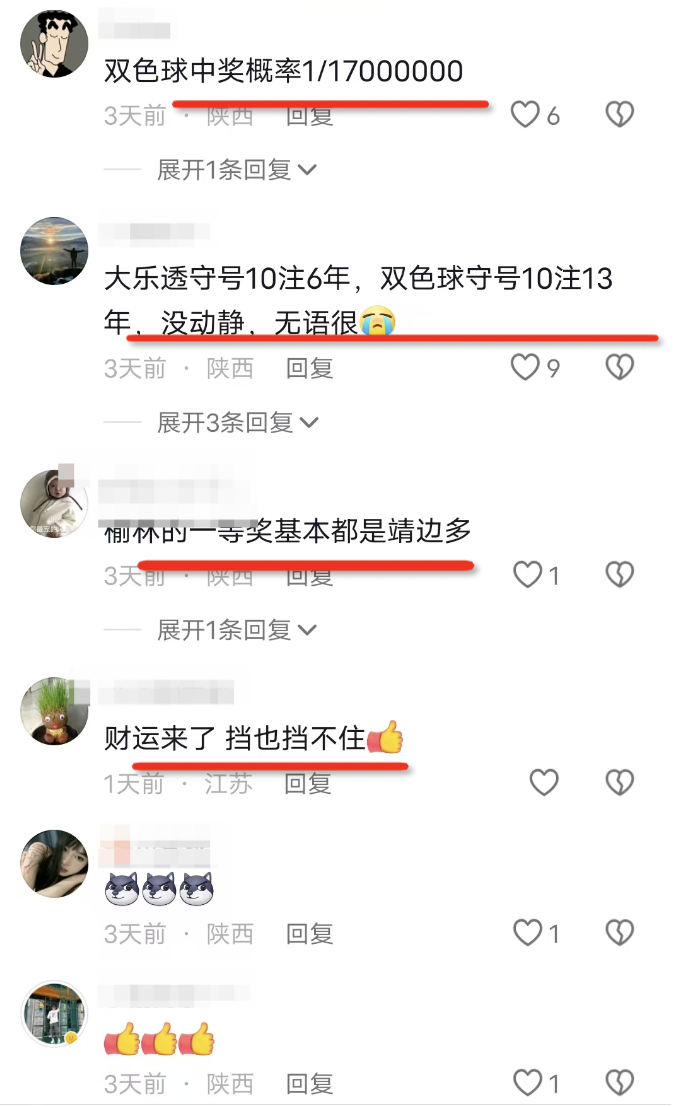 双色球中奖概率1/17000000
3天前 · 陕西 回复 6
展开1条回复
大乐透守号10注6年，双色球守号10注13
年，没动静，无语很😭
3天前 · 陕西 回复 9
展开3条回复
榆林的一等奖基本都是靖边多
3天前 · 陕西 回复 1
展开1条回复
财运来了 挡也挡不住👍
1天前 · 江苏 回复
3天前 · 陕西 回复 1
👍👍👍
3天前 · 陕西 回复 1